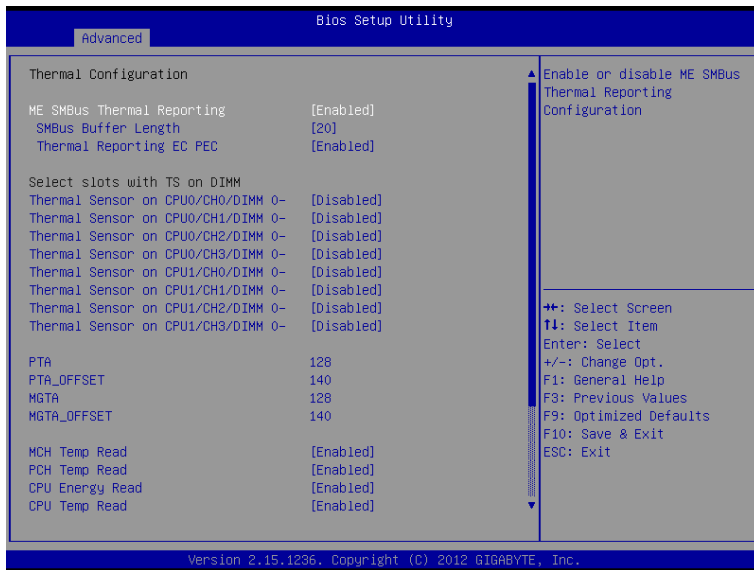 Bios Setup Utility
Advanced
Thermal Configuration
ME SMBus Thermal Reporting [Enabled]
SMBus Buffer Length [20]
Thermal Reporting EC PEC [Enabled]
Select slots with TS on DIMM
Thermal Sensor on CPU0/CH0/DIMM 0- [Disabled]
Thermal Sensor on CPU0/CH1/DIMM 0- [Disabled]
Thermal Sensor on CPU0/CH2/DIMM 0- [Disabled]
Thermal Sensor on CPU0/CH3/DIMM 0- [Disabled]
Thermal Sensor on CPU1/CH0/DIMM 0- [Disabled]
Thermal Sensor on CPU1/CH1/DIMM 0- [Disabled]
Thermal Sensor on CPU1/CH2/DIMM 0- [Disabled]
Thermal Sensor on CPU1/CH3/DIMM 0- [Disabled]
PTA 128
PTA_OFFSET 140
MGTA 128
MGTA_OFFSET 140
MCH Temp Read [Enabled]
PCH Temp Read [Enabled]
CPU Energy Read [Enabled]
CPU Temp Read [Enabled]
Enable or disable ME SMBus
Thermal Reporting
Configuration
→←: Select Screen
↑↓: Select Item
Enter: Select
+/-: Change Opt.
F1: General Help
F3: Previous Values
F9: Optimized Defaults
F10: Save & Exit
ESC: Exit
Version 2.15.1236. Copyright (C) 2012 GIGABYTE, Inc.